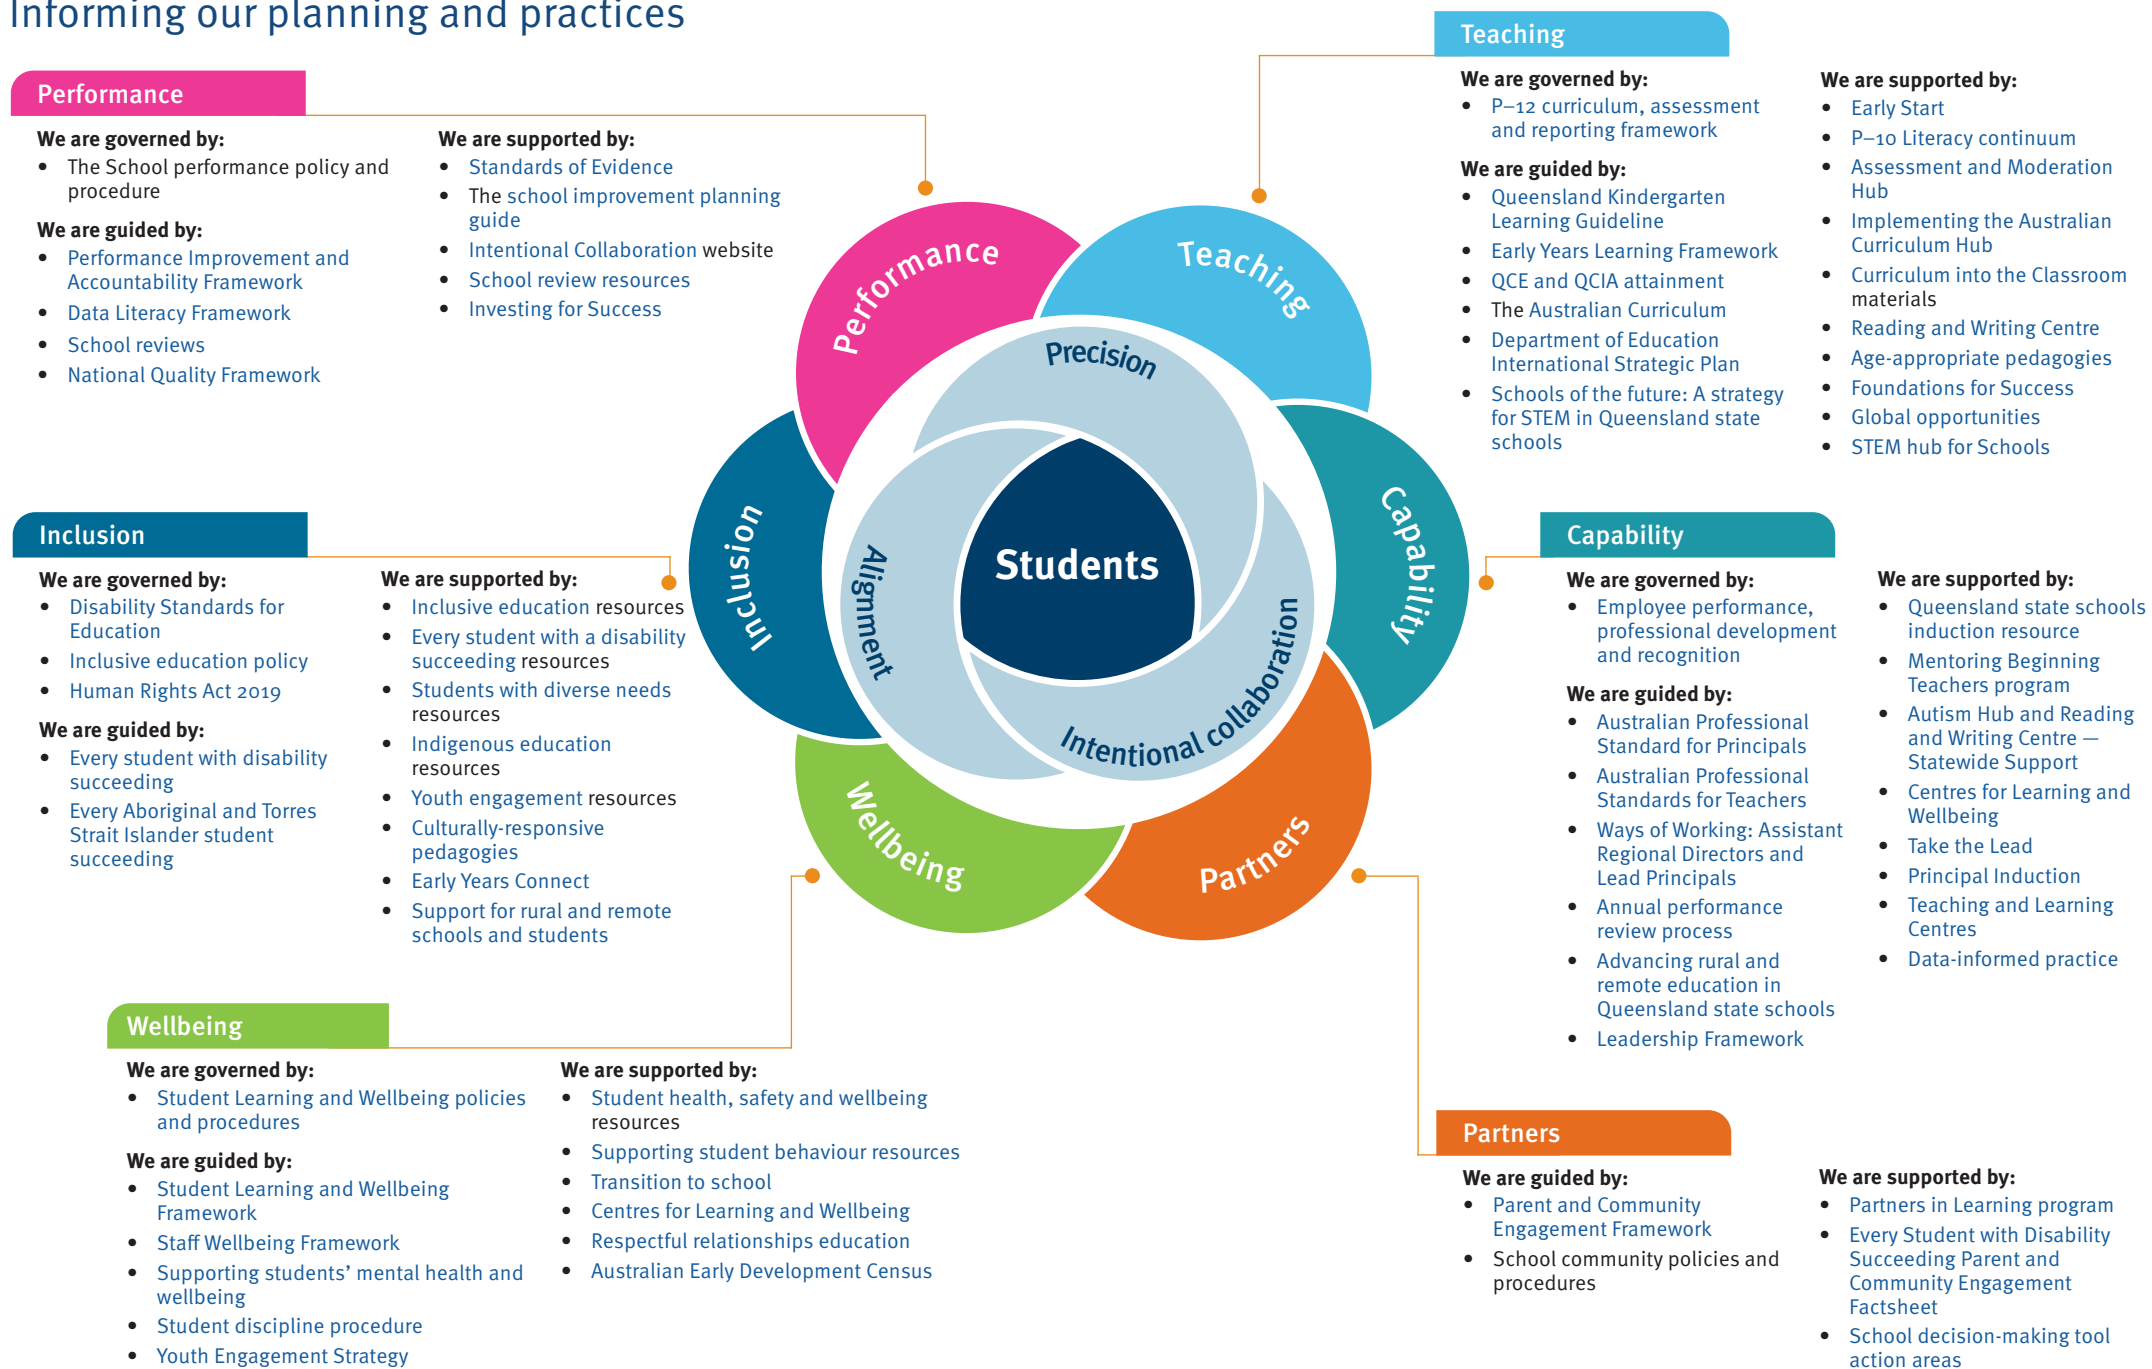 Informing our planning and practices
Performance
We are governed by:
• The School performance policy and
procedure
We are guided by:
• Performance Improvement and
Accountability Framework
• Data Literacy Framework
• School reviews
• National Quality Framework
We are supported by:
• Standards of Evidence
• The school improvement planning
guide
• Intentional Collaboration website
• School review resources
• Investing for Success
Teaching
We are governed by:
• P–12 curriculum, assessment
and reporting framework
We are guided by:
• Queensland Kindergarten
Learning Guideline
• Early Years Learning Framework
• QCE and QCIA attainment
• The Australian Curriculum
• Department of Education
International Strategic Plan
• Schools of the future: A strategy
for STEM in Queensland state
schools
We are supported by:
• Early Start
• P–10 Literacy continuum
• Assessment and Moderation
Hub
• Implementing the Australian
Curriculum Hub
• Curriculum into the Classroom
materials
• Reading and Writing Centre
• Age-appropriate pedagogies
• Foundations for Success
• Global opportunities
• STEM hub for Schools
Performance
Teaching
Capability
Partners
Wellbeing
Inclusion
Precision
Intentional collaboration
Alignment
Students
Inclusion
We are governed by:
• Disability Standards for
Education
• Inclusive education policy
• Human Rights Act 2019
We are guided by:
• Every student with disability
succeeding
• Every Aboriginal and Torres
Strait Islander student
succeeding
We are supported by:
• Inclusive education resources
• Every student with a disability
succeeding resources
• Students with diverse needs
resources
• Indigenous education
resources
• Youth engagement resources
• Culturally-responsive
pedagogies
• Early Years Connect
• Support for rural and remote
schools and students
Capability
We are governed by:
• Employee performance,
professional development
and recognition
We are guided by:
• Australian Professional
Standard for Principals
• Australian Professional
Standards for Teachers
• Ways of Working: Assistant
Regional Directors and
Lead Principals
• Annual performance
review process
• Advancing rural and
remote education in
Queensland state schools
• Leadership Framework
We are supported by:
• Queensland state schools
induction resource
• Mentoring Beginning
Teachers program
• Autism Hub and Reading
and Writing Centre —
Statewide Support
• Centres for Learning and
Wellbeing
• Take the Lead
• Principal Induction
• Teaching and Learning
Centres
• Data-informed practice
Wellbeing
We are governed by:
• Student Learning and Wellbeing policies
and procedures
We are guided by:
• Student Learning and Wellbeing
Framework
• Staff Wellbeing Framework
• Supporting students’ mental health and
wellbeing
• Student discipline procedure
• Youth Engagement Strategy
We are supported by:
• Student health, safety and wellbeing
resources
• Supporting student behaviour resources
• Transition to school
• Centres for Learning and Wellbeing
• Respectful relationships education
• Australian Early Development Census
Partners
We are guided by:
• Parent and Community
Engagement Framework
• School community policies and
procedures
We are supported by:
• Partners in Learning program
• Every Student with Disability
Succeeding Parent and
Community Engagement
Factsheet
• School decision-making tool
action areas